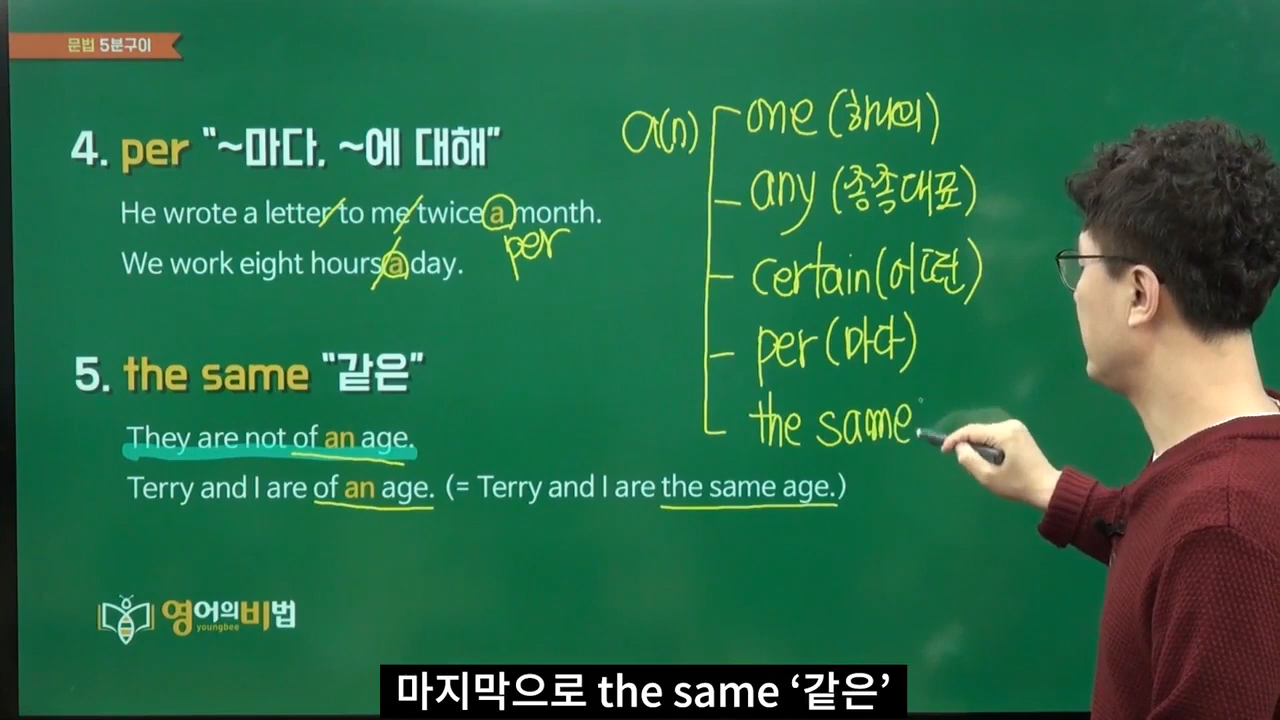 문법 5분구이
4. per "~마다, ~에 대해"
He wrote a letter to me twice a month.
per
We work eight hours a day.
5. the same "같은"
They are not of an age.
Terry and I are of an age. (= Terry and I are the same age.)
a(n)
one (하나의)
any (종족대표)
certain (어떤)
per (마다)
the same
영어의비법
youngbee
마지막으로 the same ‘같은’